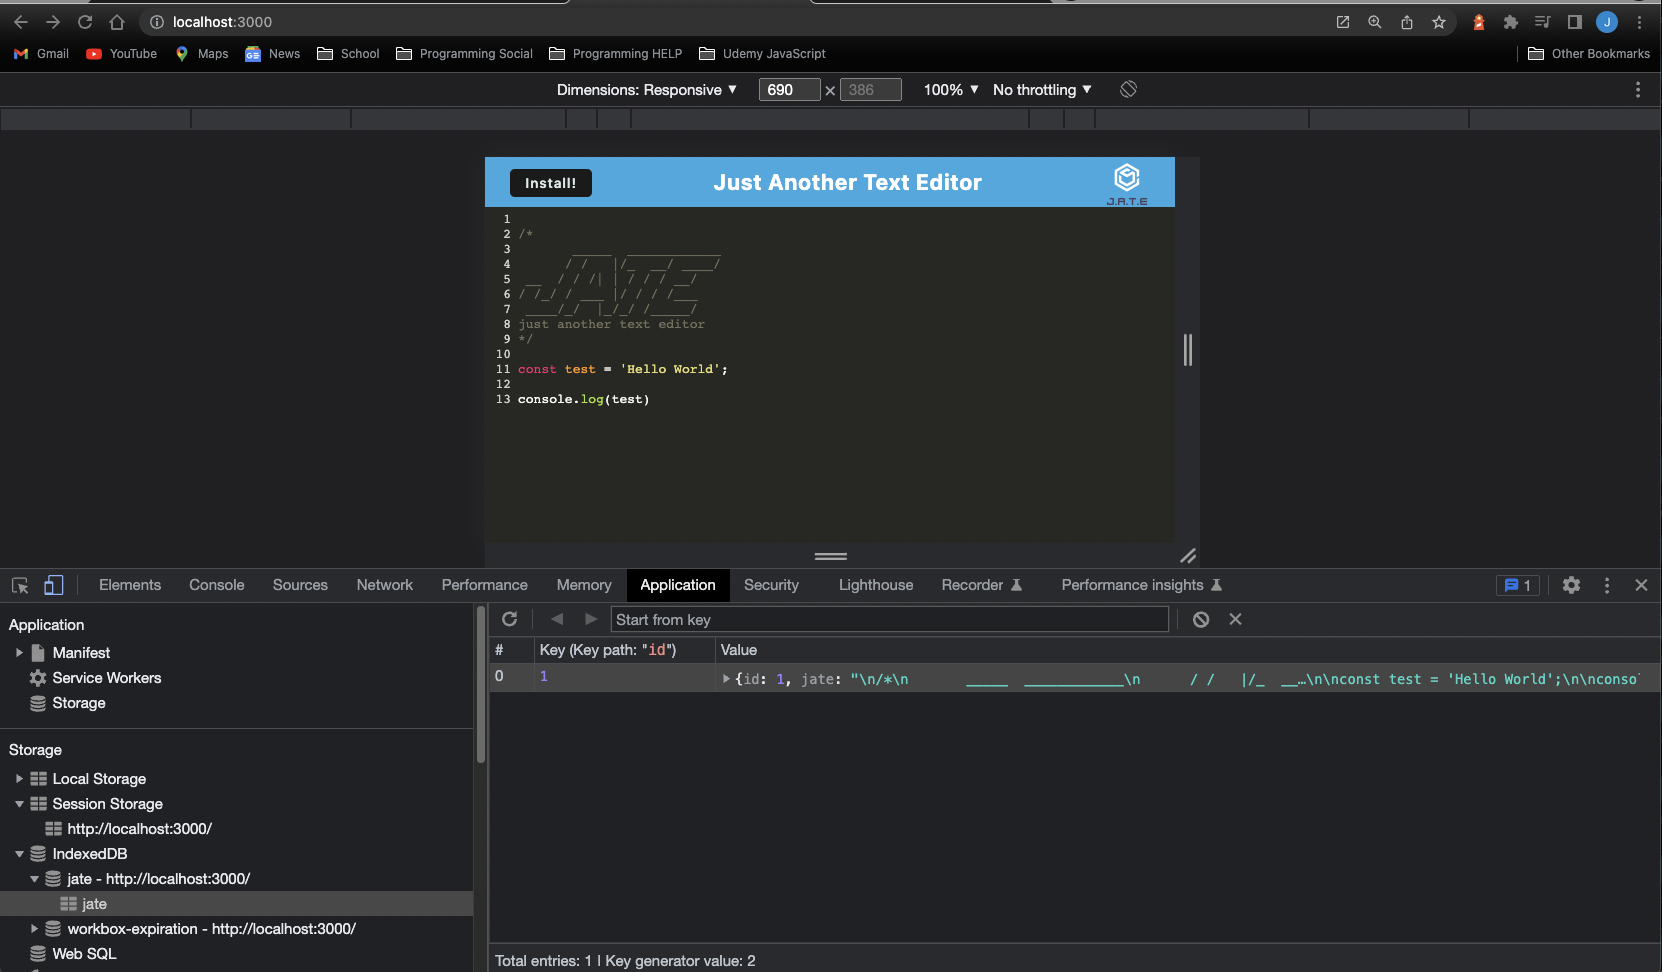 localhost:3000
J
Gmail YouTube Maps News School Programming Social Programming HELP Udemy JavaScript Other Bookmarks
Dimensions: Responsive ▼ 690 × 386 100% ▼ No throttling ▼
Install! Just Another Text Editor
J.A.T.E
1
2 /*
3 _____ ____________
4 / / |/_ __/ ____/
5 __ / / /| | / / / __/
6 / /_/ / ___ |/ / / /___
7 ____/_/ |_/_/ /_____/
8 just another text editor
9 */
10
11 const test = 'Hello World';
12
13 console.log(test)
Elements Console Sources Network Performance Memory Application Security Lighthouse Recorder Performance insights 1
Application
Manifest
Service Workers
Storage
Storage
Local Storage
Session Storage
http://localhost:3000/
IndexedDB
jate - http://localhost:3000/
jate
workbox-expiration - http://localhost:3000/
Web SQL
Start from key
# Key (Key path: "id") Value
0 1 {id: 1, jate: "\n/*\n _____ ____________\n / / |/_ __…\n\nconst test = 'Hello World';\n\nconso
Total entries: 1 | Key generator value: 2